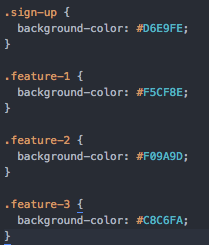 .sign-up {
  background-color: #D6E9FE;
}

.feature-1 {
  background-color: #F5CF8E;
}

.feature-2 {
  background-color: #F09A9D;
}

.feature-3 {
  background-color: #C8C6FA;
}